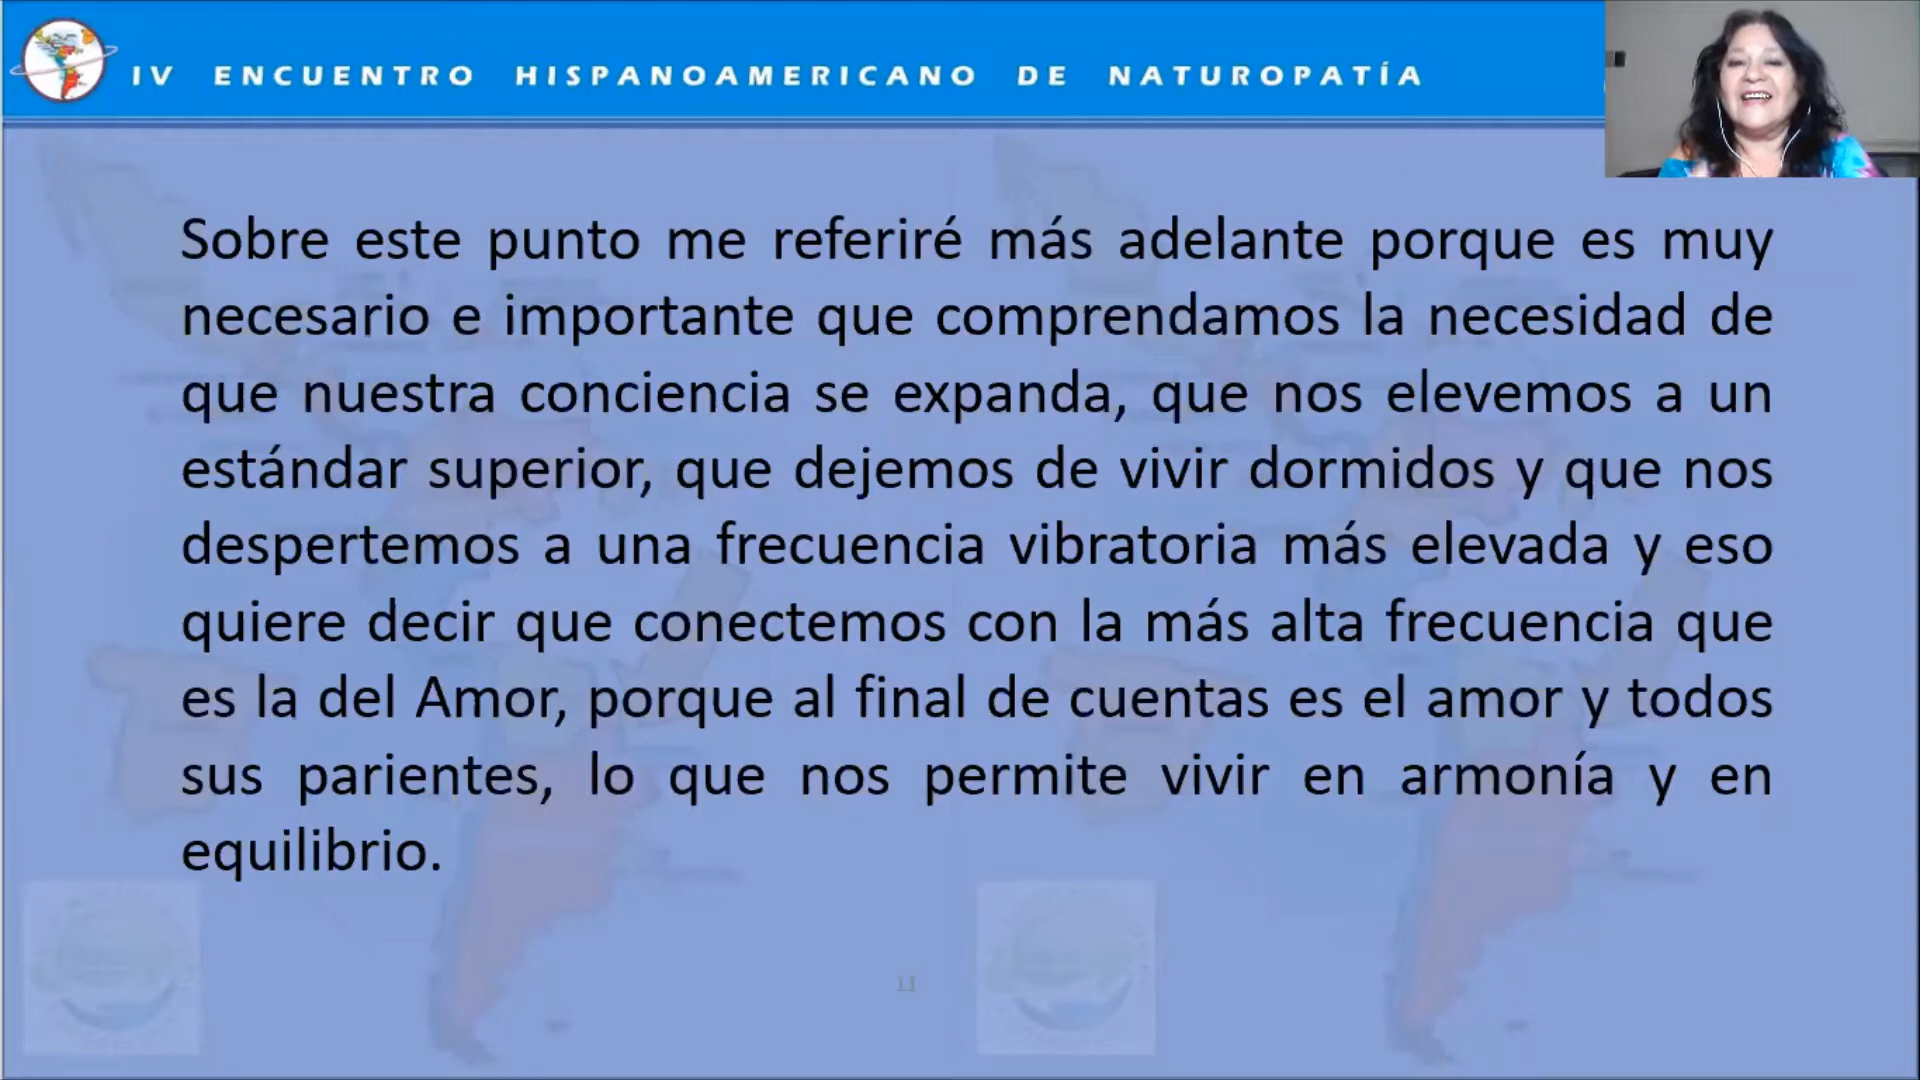 IV ENCUENTRO HISPANOAMERICANO DE NATUROPATÍA
Sobre este punto me referiré más adelante porque es muy
necesario e importante que comprendamos la necesidad de
que nuestra conciencia se expanda, que nos elevemos a un
estándar superior, que dejemos de vivir dormidos y que nos
despertemos a una frecuencia vibratoria más elevada y eso
quiere decir que conectemos con la más alta frecuencia que
es la del Amor, porque al final de cuentas es el amor y todos
sus parientes, lo que nos permite vivir en armonía y en
equilibrio.
11